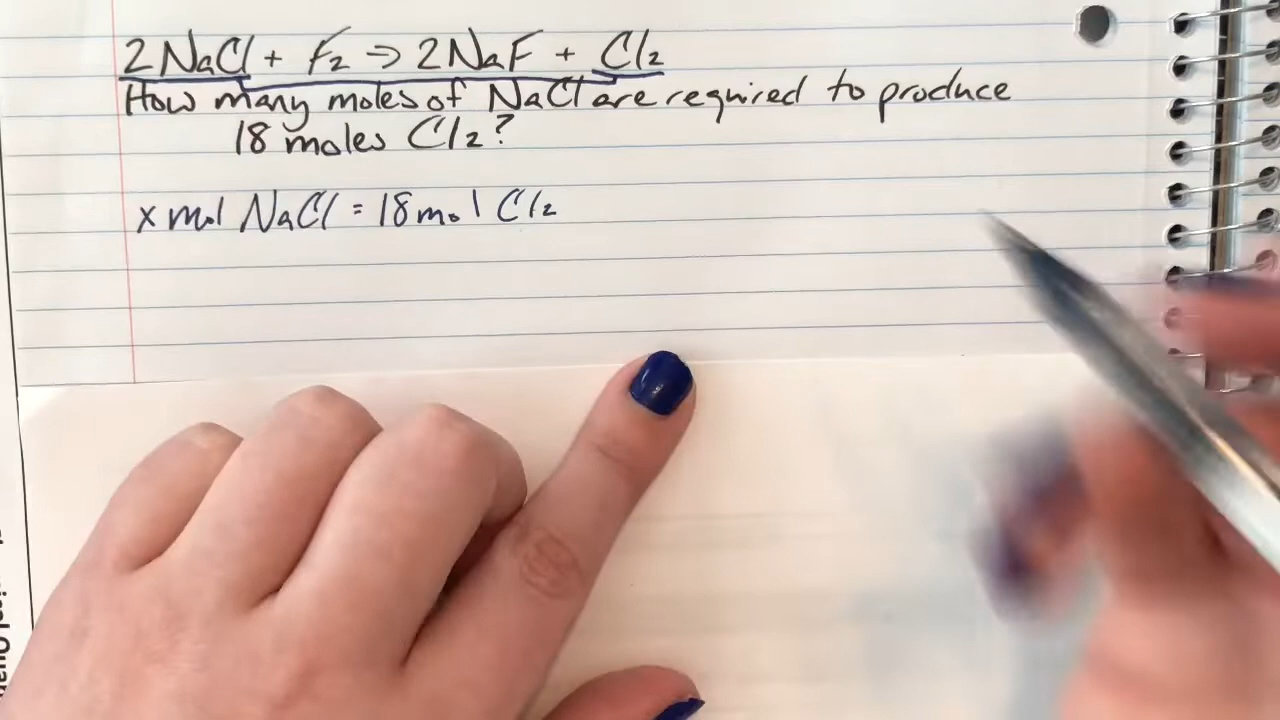 2NaCl + F2 → 2NaF + Cl2
How many moles of NaCl are required to produce
18 moles Cl2?
x mol NaCl = 18 mol Cl2